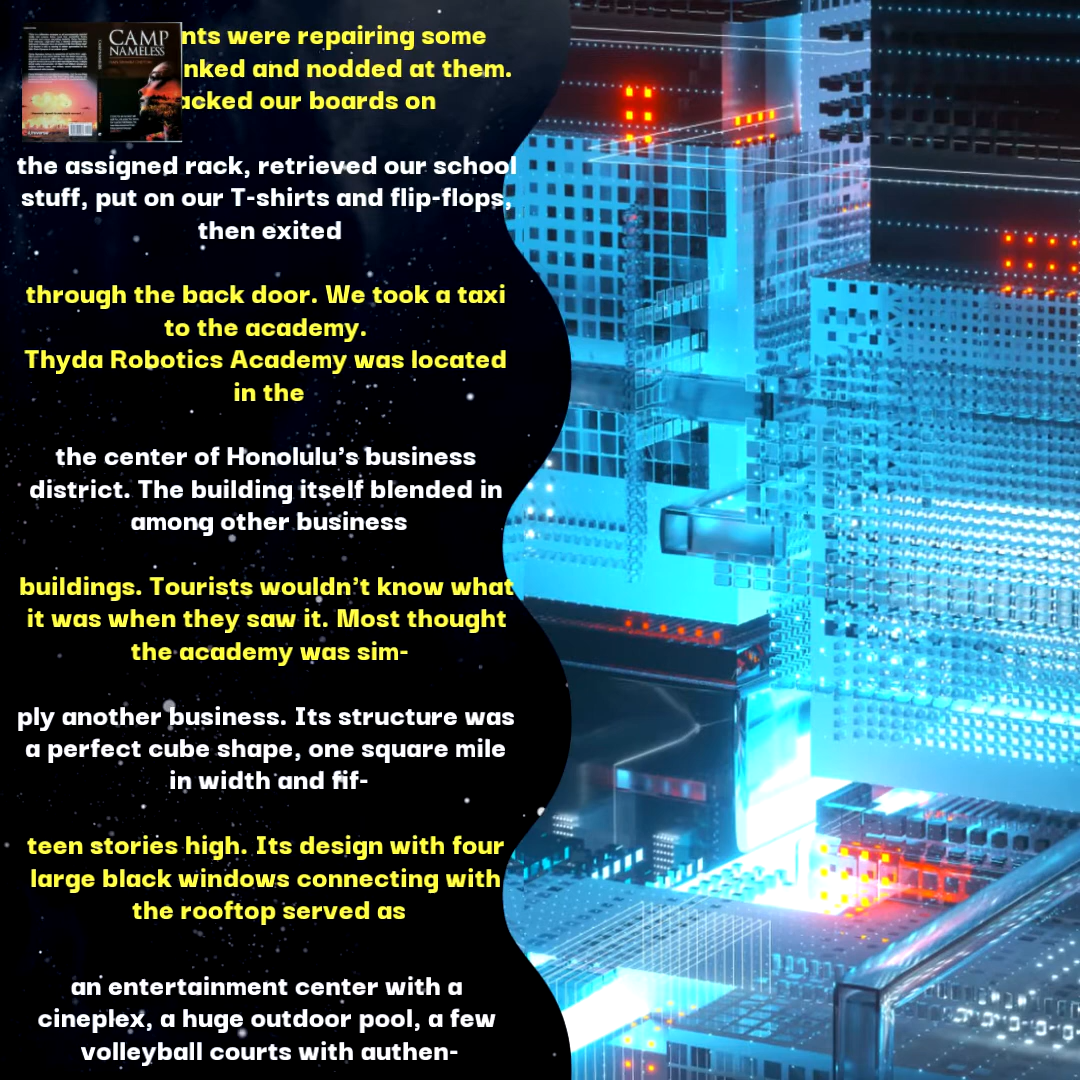 CAMP
NAMELESS
nts were repairing some
nked and nodded at them.
acked our boards on
the assigned rack, retrieved our school
stuff, put on our T-shirts and flip-flops,
then exited
through the back door. We took a taxi
to the academy.
Thyda Robotics Academy was located
in the
the center of Honolulu's business
district. The building itself blended in
among other business
buildings. Tourists wouldn't know what
it was when they saw it. Most thought
the academy was sim-
ply another business. Its structure was
a perfect cube shape, one square mile
in width and fif-
teen stories high. Its design with four
large black windows connecting with
the rooftop served as
an entertainment center with a
cineplex, a huge outdoor pool, a few
volleyball courts with authen-